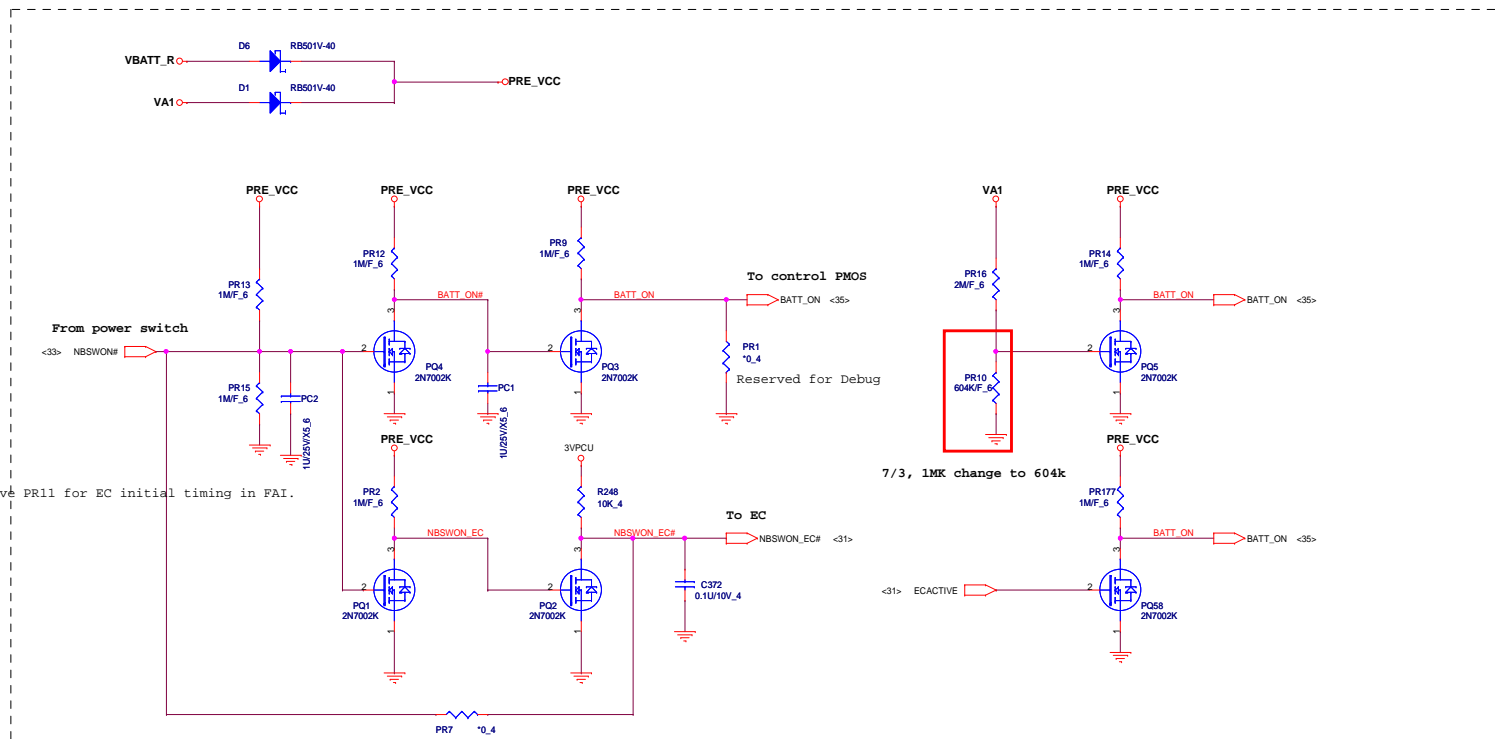 D6 RB501V-40
VBATT_R
PRE_VCC
D1 RB501V-40
VA1
PRE_VCC
PRE_VCC
PRE_VCC
VA1
PRE_VCC
PR12
1M/F_6
PR9
1M/F_6
PR14
1M/F_6
PR13
1M/F_6
PR16
2M/F_6
To control PMOS
BATT_ON#
BATT_ON
BATT_ON <35>
BATT_ON
BATT_ON <35>
From power switch
<33> NBSWON#
3
2
1
PQ4
2N7002K
3
2
1
PQ3
2N7002K
PR1
*0_4
Reserved for Debug
3
2
1
PQ5
2N7002K
PR10
604K/F_6
PR15
1M/F_6
PC2
1U/25V/X5_6
PC1
1U/25V/X5_6
7/3, 1MK change to 604k
ve PR11 for EC initial timing in FAI.
PRE_VCC
3VPCU
PRE_VCC
PR2
1M/F_6
R248
10K_4
PR177
1M/F_6
To EC
NBSWON_EC
NBSWON_EC#
NBSWON_EC# <31>
BATT_ON
BATT_ON <35>
3
2
1
PQ1
2N7002K
3
2
1
PQ2
2N7002K
C372
0.1U/10V_4
<31> ECACTIVE
3
2
1
PQ58
2N7002K
PR7 *0_4